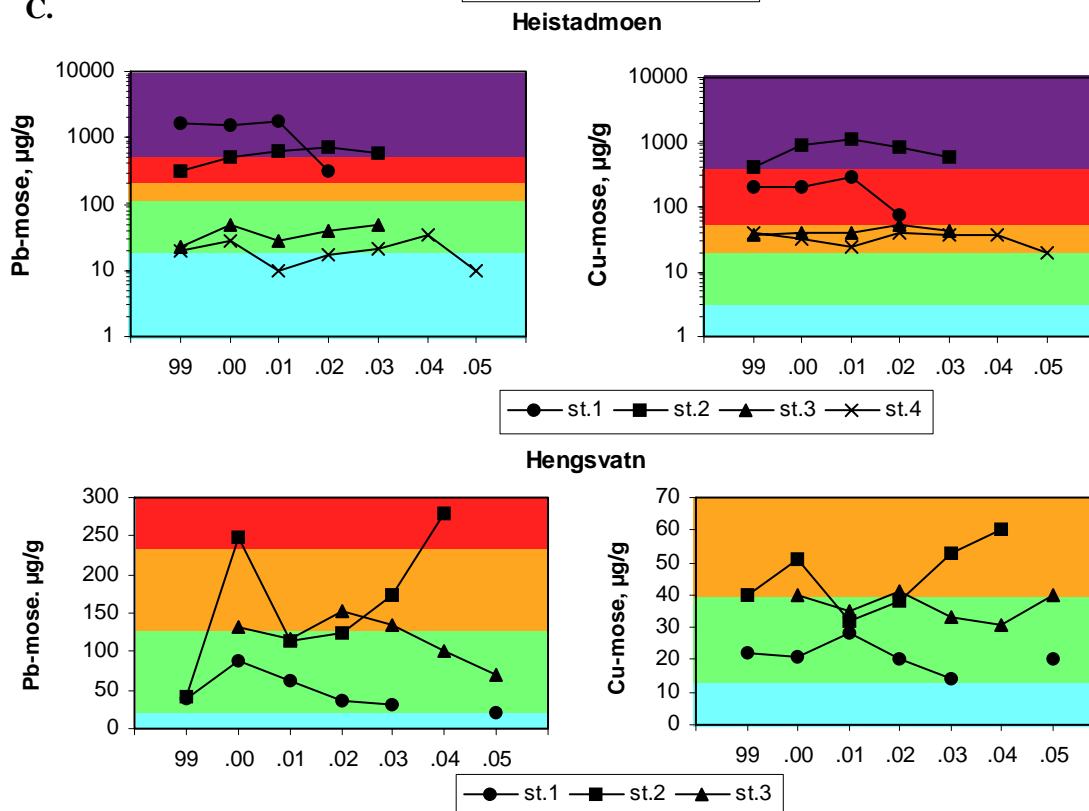 C.
Heistadmoen
Pb-mose, µg/g
10000
1000
100
10
1
99 .00 .01 .02 .03 .04 .05
Cu-mose, µg/g
10000
1000
100
10
1
99 .00 .01 .02 .03 .04 .05
st.1 st.2 st.3 st.4
Hengsvatn
Pb-mose. µg/g
300
250
200
150
100
50
0
99 .00 .01 .02 .03 .04 .05
Cu-mose, µg/g
70
60
50
40
30
20
10
0
99 .00 .01 .02 .03 .04 .05
st.1 st.2 st.3